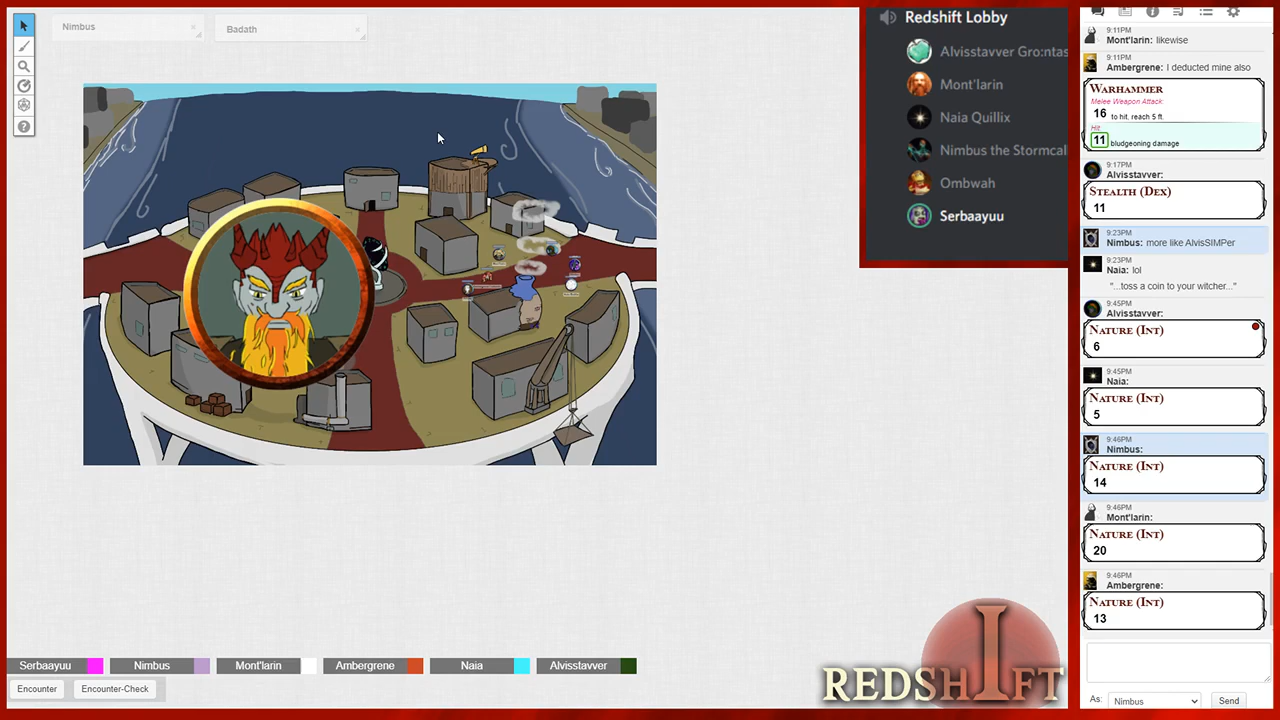 Nimbus
Badath
Redshift Lobby
Alvisstavver Gro:ntas
Mont'larin
Naia Quillix
Nimbus the Stormcall
Ombwah
Serbaayuu
9:11PM
Mont'larin: likewise
9:11PM
Ambergrene: I deducted mine also
WARHAMMER
Melee Weapon Attack
16 to hit, reach 5 ft.
Hit
11 bludgeoning damage
9:17PM
Alvisstavver:
STEALTH (DEX)
11
9:23PM
Nimbus: more like AlvisSIMPer
9:23PM
Naia: lol
"...toss a coin to your witcher..."
9:45PM
Alvisstavver:
NATURE (INT)
6
9:45PM
Naia:
NATURE (INT)
5
9:46PM
Nimbus:
NATURE (INT)
14
9:46PM
Mont'larin:
NATURE (INT)
20
9:46PM
Ambergrene:
NATURE (INT)
13
As: Nimbus Send
Serbaayuu Nimbus Mont'larin Ambergrene Naia Alvisstavver
Encounter Encounter-Check
REDSHIFT